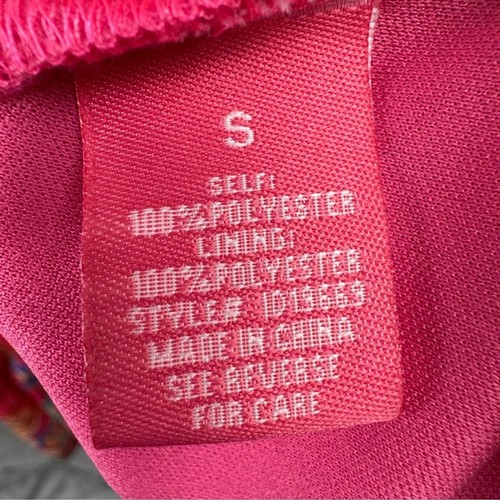 S
SELF:
100%POLYESTER
LINING:
100%POLYESTER
STYLE# ID19669
MADE IN CHINA
SEE REVERSE
FOR CARE